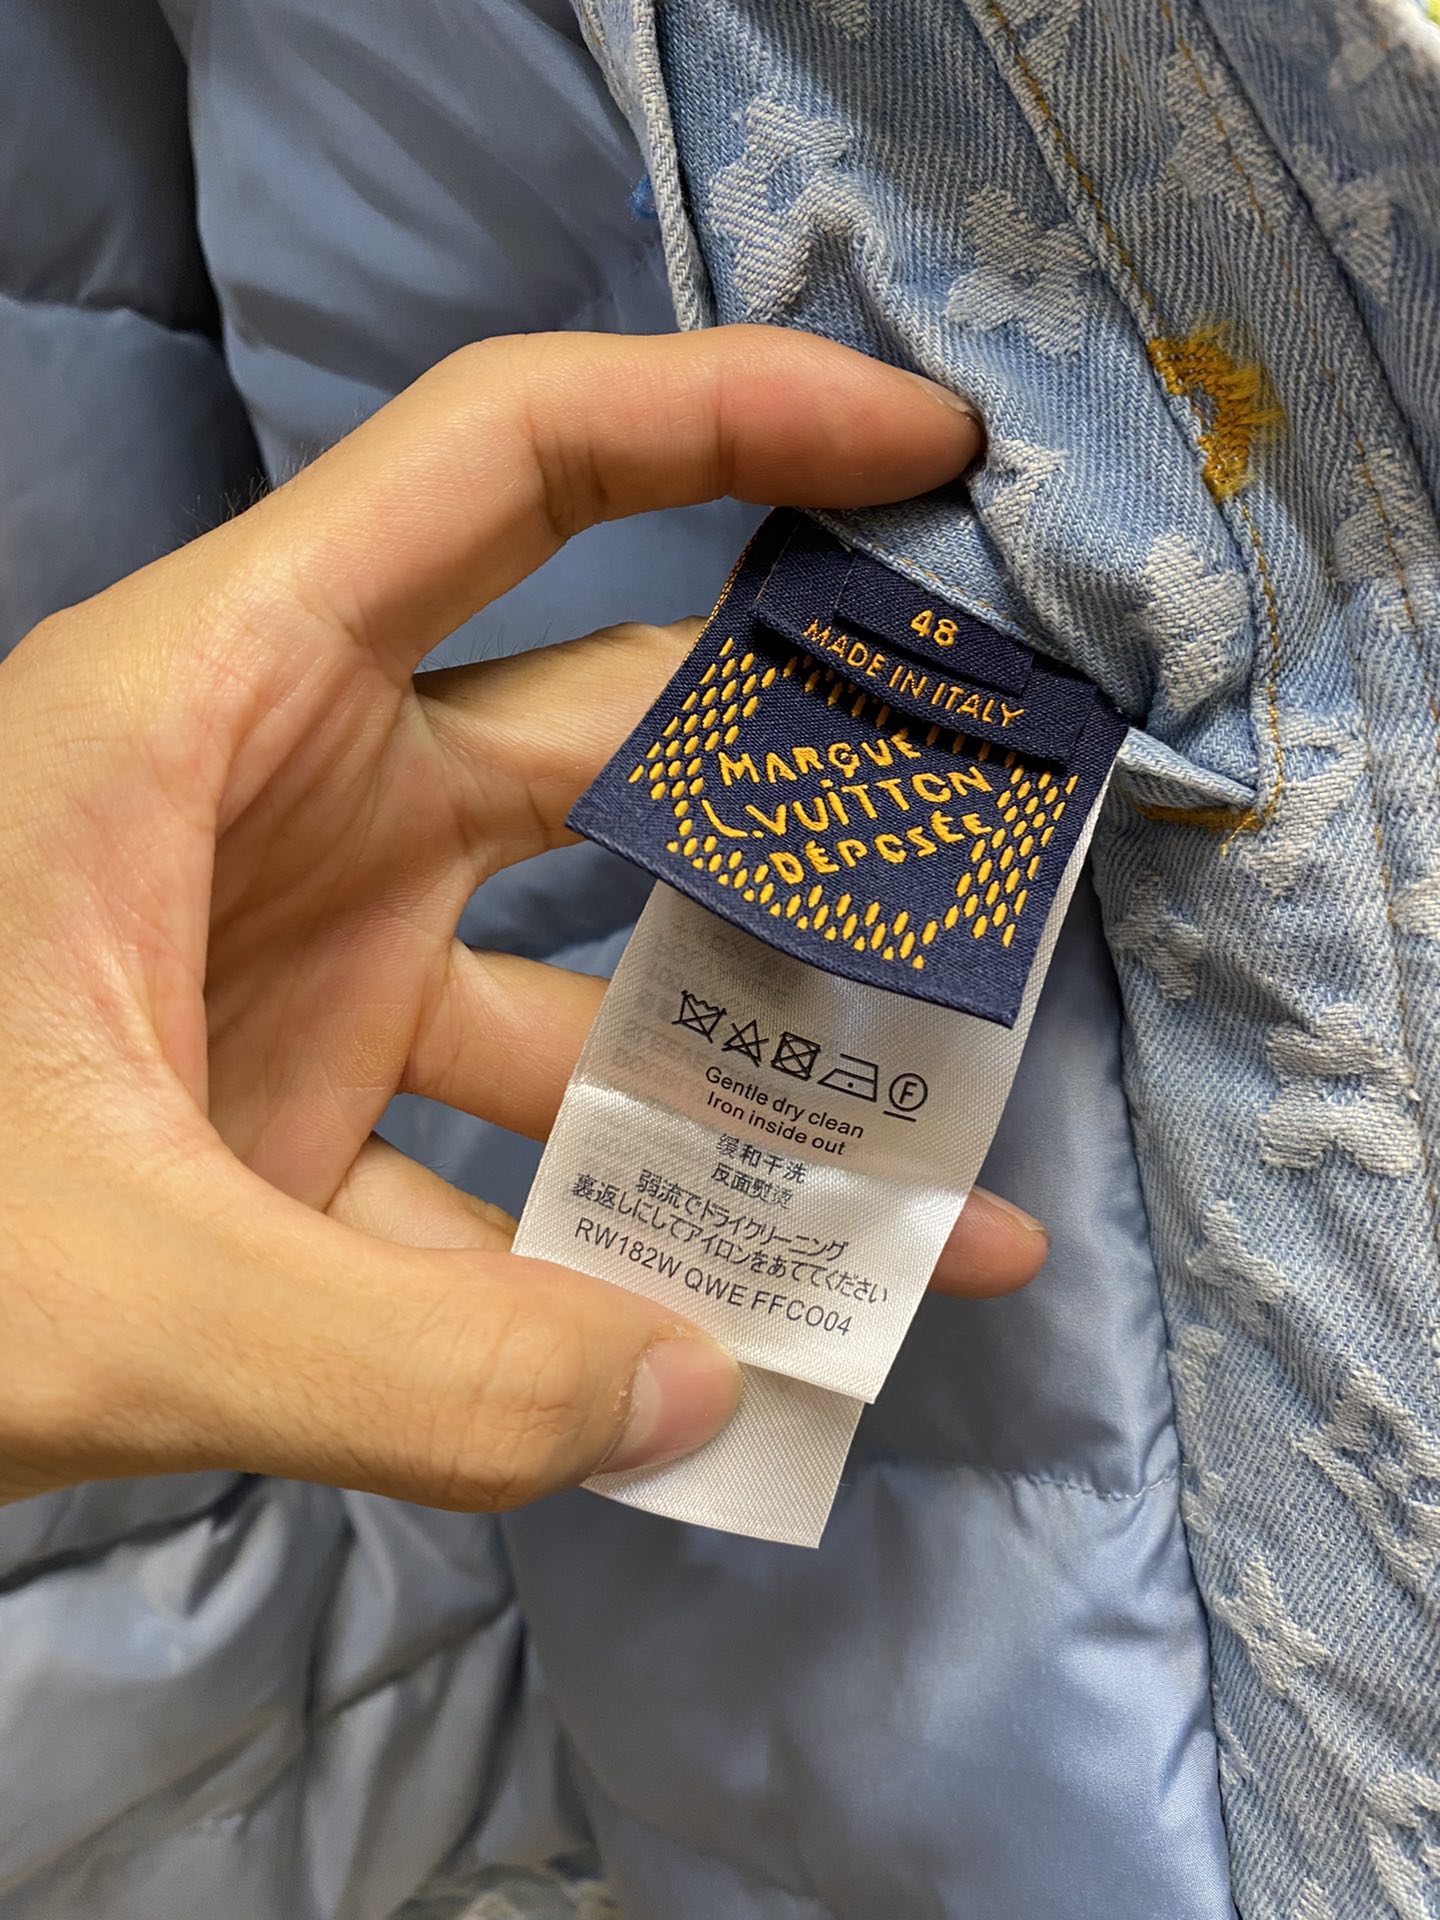 48
MADE IN ITALY
MARQUE
L.VUiTTON
DÉPOSÉE
F
Gentle dry clean
Iron inside out
缓和干洗
反面熨烫
弱流でドライクリーニング
裏返しにしてアイロンをあててください
RW182W QWE FFCO04